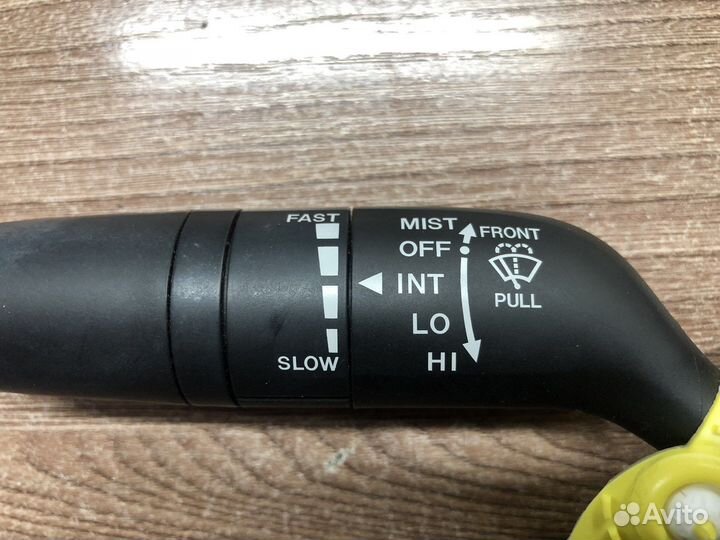 FAST
SLOW
MIST
OFF
INT
LO
HI
FRONT
PULL
Avito